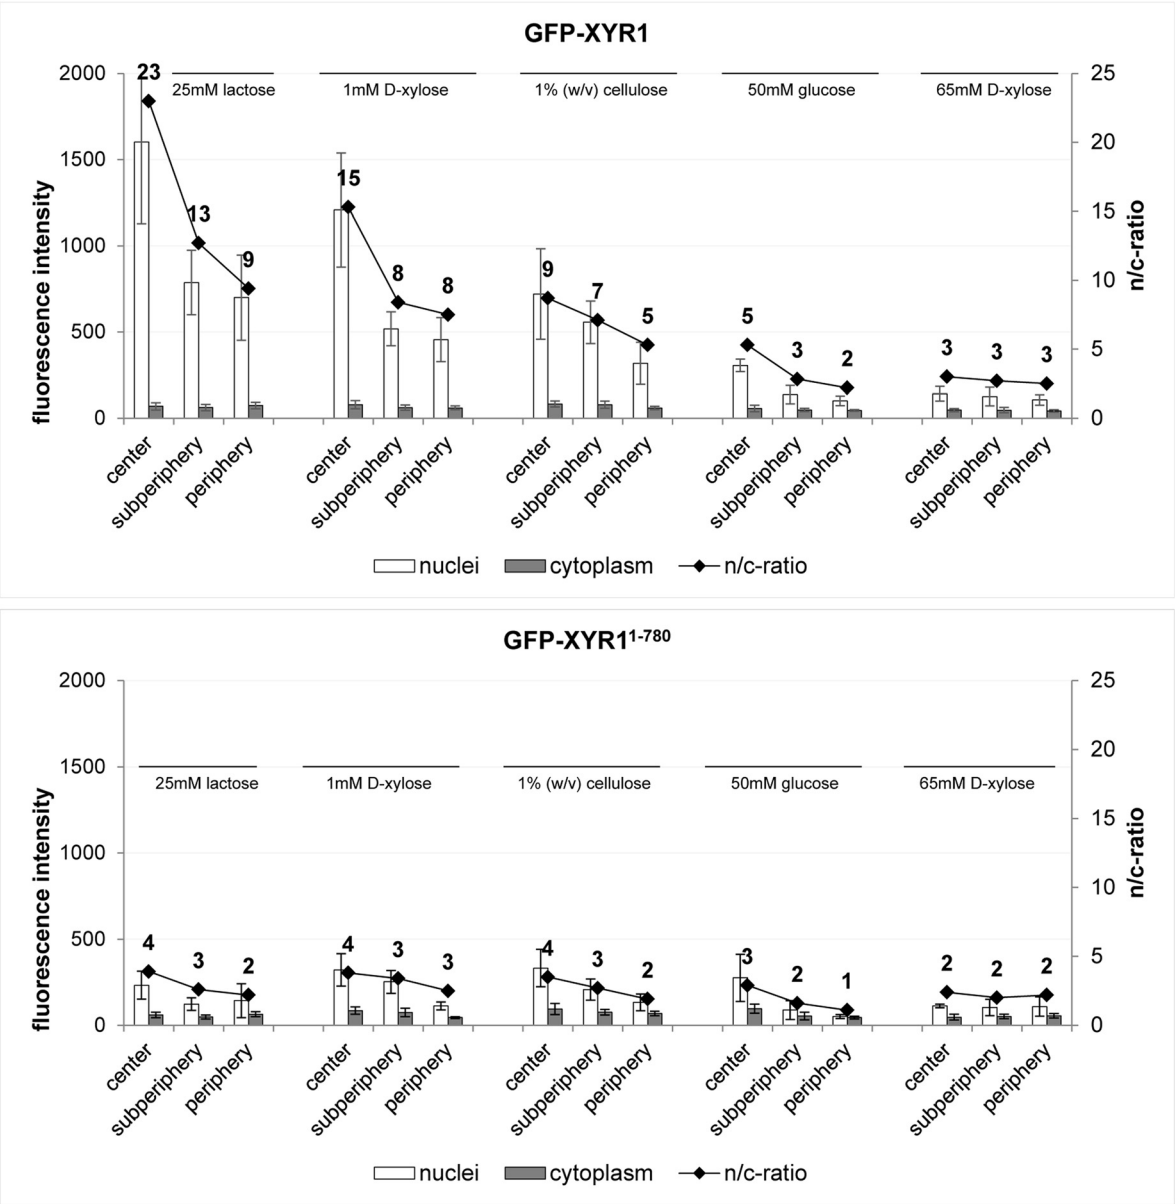 GFP-XYR1
2000 23 25
25mM lactose 1mM D-xylose 1% (w/v) cellulose 50mM glucose 65mM D-xylose
1500 20
15 15
13
1000 10
9 8 8 9 7 5 5 3 2 3 3 3
500 5
0 0
fluorescence intensity
n/c-ratio
center subperiphery periphery center subperiphery periphery center subperiphery periphery center subperiphery periphery center subperiphery periphery
nuclei cytoplasm n/c-ratio
GFP-XYR1¹⁻⁷⁸⁰
2000 25
20
1500
25mM lactose 1mM D-xylose 1% (w/v) cellulose 50mM glucose 65mM D-xylose
15
1000 10
500 5
4 3 2 4 3 3 4 3 2 3 2 1 2 2 2
0 0
fluorescence intensity
n/c-ratio
center subperiphery periphery center subperiphery periphery center subperiphery periphery center subperiphery periphery center subperiphery periphery
nuclei cytoplasm n/c-ratio